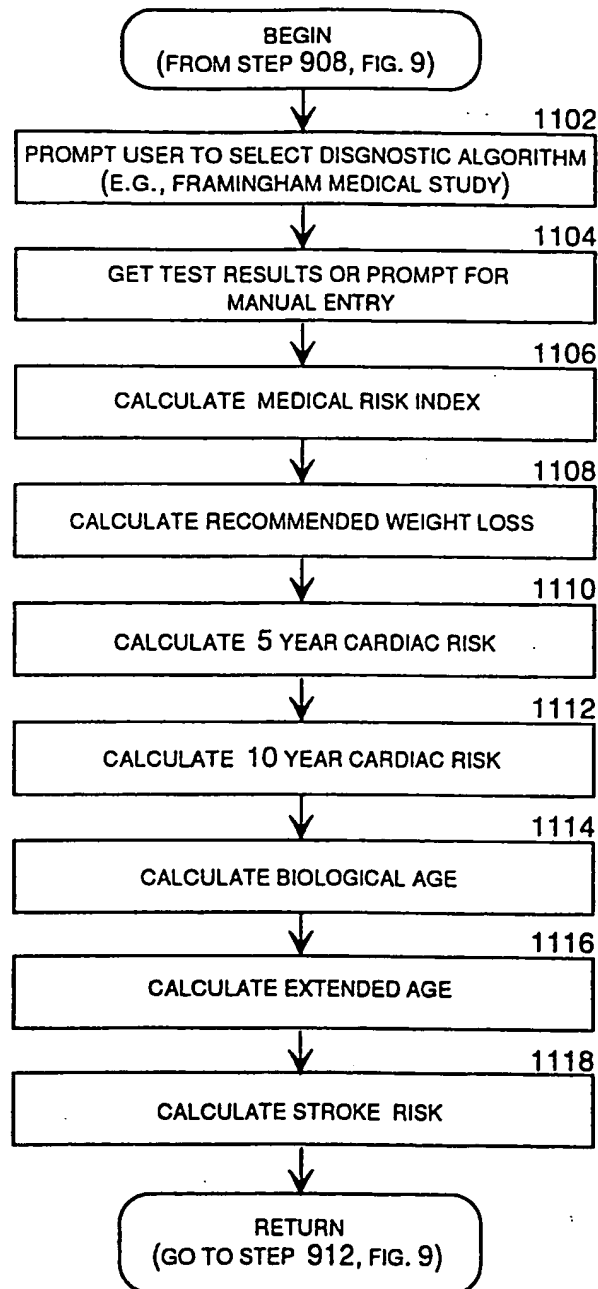 BEGIN
(FROM STEP 908, FIG. 9)
1102
PROMPT USER TO SELECT DISGNOSTIC ALGORITHM
(E.G., FRAMINGHAM MEDICAL STUDY)
1104
GET TEST RESULTS OR PROMPT FOR
MANUAL ENTRY
1106
CALCULATE MEDICAL RISK INDEX
1108
CALCULATE RECOMMENDED WEIGHT LOSS
1110
CALCULATE 5 YEAR CARDIAC RISK
1112
CALCULATE 10 YEAR CARDIAC RISK
1114
CALCULATE BIOLOGICAL AGE
1116
CALCULATE EXTENDED AGE
1118
CALCULATE STROKE RISK
RETURN
(GO TO STEP 912, FIG. 9)